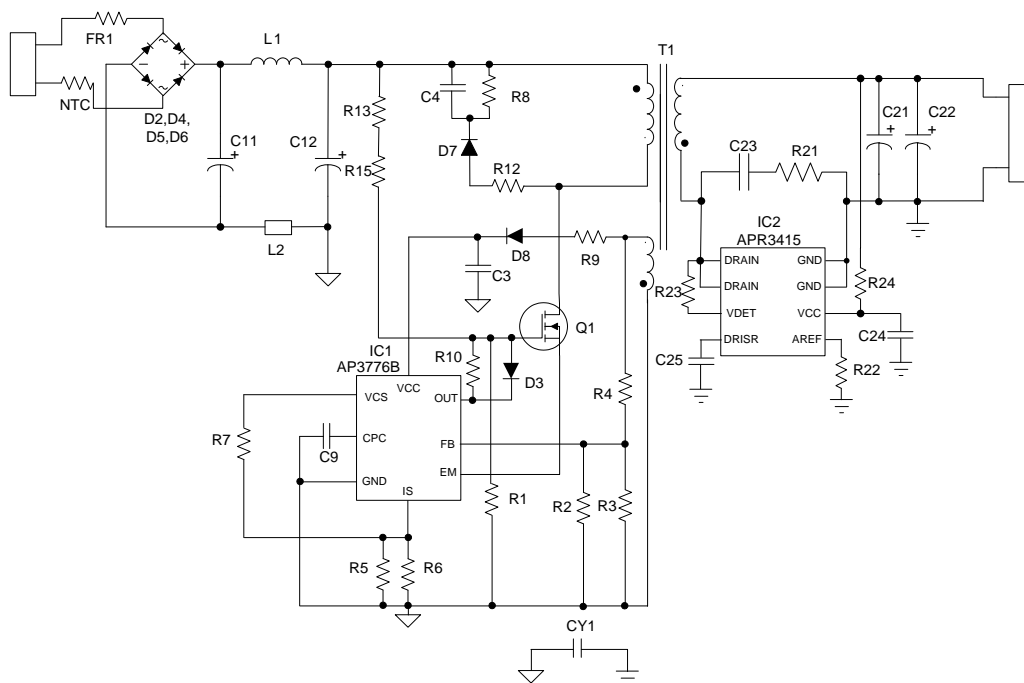 FR1
NTC
D2,D4,
D5,D6
~
~
-
+
L1
C11
+
C12
+
L2
R13
R15
C4
R8
D7
R12
T1
C21
+
C22
+
C23
R21
IC2
APR3415
DRAIN
GND
DRAIN
GND
VDET
VCC
DRISR
AREF
R23
R24
C25
C24
R22
D8
R9
C3
Q1
IC1
AP3776B
R10
D3
VCC
VCS
OUT
CPC
FB
GND
EM
IS
R7
C9
R4
R1
R2
R3
R5
R6
CY1